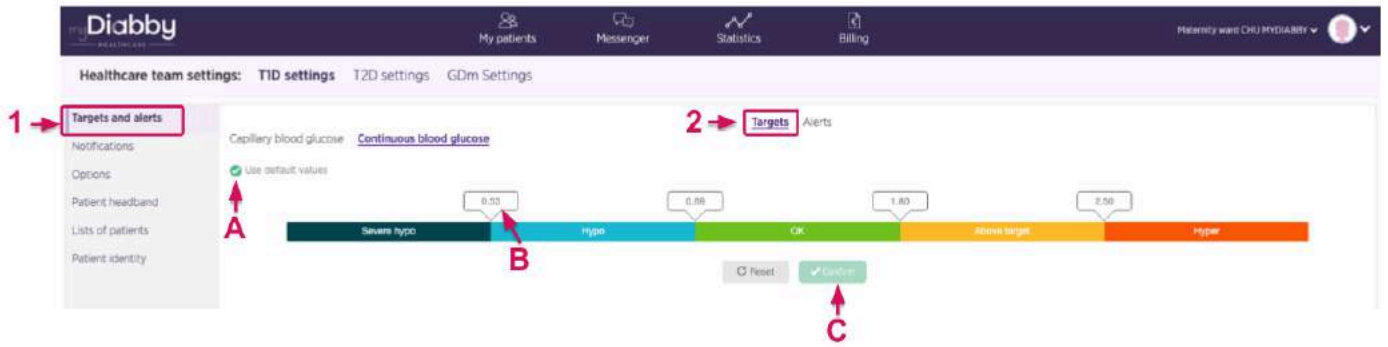 myDiabby
HEALTHCARE
My patients
Messenger
Statistics
Billing
Maternity ward CHU MYDIABBY
Healthcare team settings: T1D settings T2D settings GDm Settings
1
Targets and alerts
2
Targets Alerts
Notifications
Capillery blood glucose Continuous blood glucose
Options
Use default values
Patient headband
0.53 0.69 1.80 2.50
Lists of patients
A
Severe hypo Hypo OK Above target Hyper
Patient identity
B
Reset Confirm
C